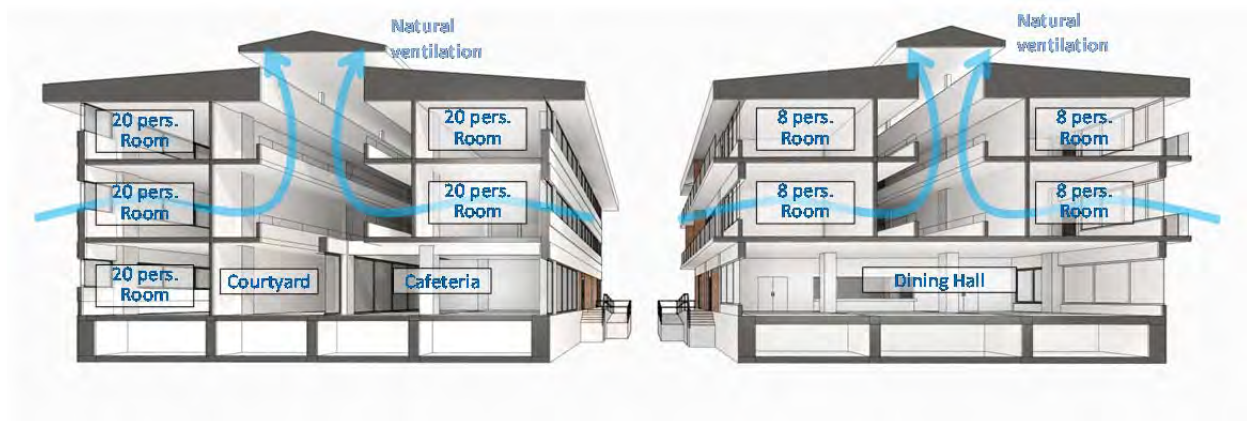 Natural
ventilation
20 pers.
Room
20 pers.
Room
20 pers.
Room
20 pers.
Room
20 pers.
Room
Courtyard
Cafeteria
Natural
ventilation
8 pers.
Room
8 pers.
Room
8 pers.
Room
8 pers.
Room
Dining Hall